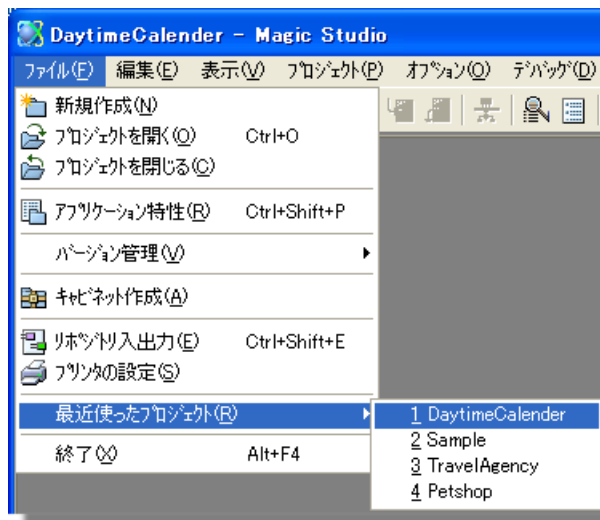 DaytimeCalender - Magic Studio
ファイル(F) 編集(E) 表示(V) プロジェクト(P) オプション(O) デバッグ(D)
新規作成(N)
プロジェクトを開く(O) Ctrl+O
プロジェクトを閉じる(C)
アプリケーション特性(R) Ctrl+Shift+P
バージョン管理(V)
キャビネット作成(A)
リポジトリ入出力(E) Ctrl+Shift+E
プリンタの設定(S)
最近使ったプロジェクト(R)
1 DaytimeCalender
2 Sample
3 TravelAgency
4 Petshop
終了(X) Alt+F4